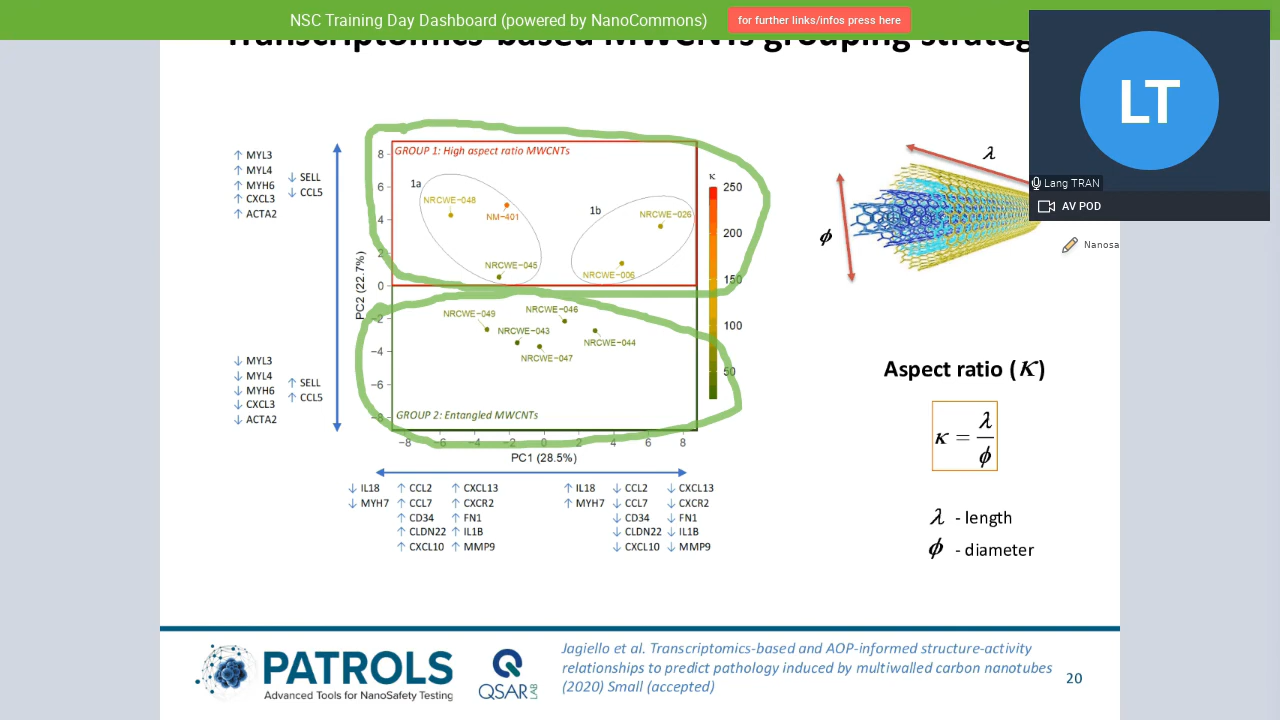 NSC Training Day Dashboard (powered by NanoCommons)
for further links/infos press here
Transcriptomics-based MWCNTs grouping
LT
Lang TRAN
AV POD
Nanosa
↑ MYL3
↑ MYL4
↑ MYH6
↑ CXCL3
↑ ACTA2
↓ SELL
↓ CCL5
↓ MYL3
↓ MYL4
↓ MYH6
↓ CXCL3
↓ ACTA2
↑ SELL
↑ CCL5
GROUP 1: High aspect ratio MWCNTs
1a
NRCWE-048
NM-401
NRCWE-045
1b
NRCWE-026
NRCWE-006
NRCWE-049
NRCWE-046
NRCWE-043
NRCWE-044
NRCWE-047
GROUP 2: Entangled MWCNTs
PC2 (22.7%)
8
6
4
2
0
-2
-4
-6
-8
-8 -6 -4 -2 0 2 4 6 8
PC1 (28.5%)
κ
250
200
150
100
50
↓ IL18
↓ MYH7
↑ CCL2
↑ CCL7
↑ CD34
↑ CLDN22
↑ CXCL10
↑ CXCL13
↑ CXCR2
↑ FN1
↑ IL1B
↑ MMP9
↑ IL18
↑ MYH7
↓ CCL2
↓ CCL7
↓ CD34
↓ CLDN22
↓ CXCL10
↓ CXCL13
↓ CXCR2
↓ FN1
↓ IL1B
↓ MMP9
λ
ϕ
Aspect ratio (κ)
κ = λ/ϕ
λ - length
ϕ - diameter
PATROLS
Advanced Tools for NanoSafety Testing
QSAR LAB
Jagiello et al. Transcriptomics-based and AOP-informed structure-activity
relationships to predict pathology induced by multiwalled carbon nanotubes
(2020) Small (accepted)
20